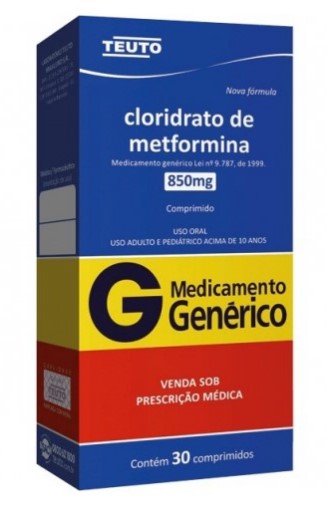 TEUTO
Nova fórmula
cloridrato de
metformina
Medicamento genérico Lei nº 9.787, de 1999.
850mg
Comprimido
USO ORAL
USO ADULTO E PEDIÁTRICO ACIMA DE 10 ANOS
G Medicamento
Genérico
VENDA SOB
PRESCRIÇÃO MÉDICA
Contém 30 comprimidos